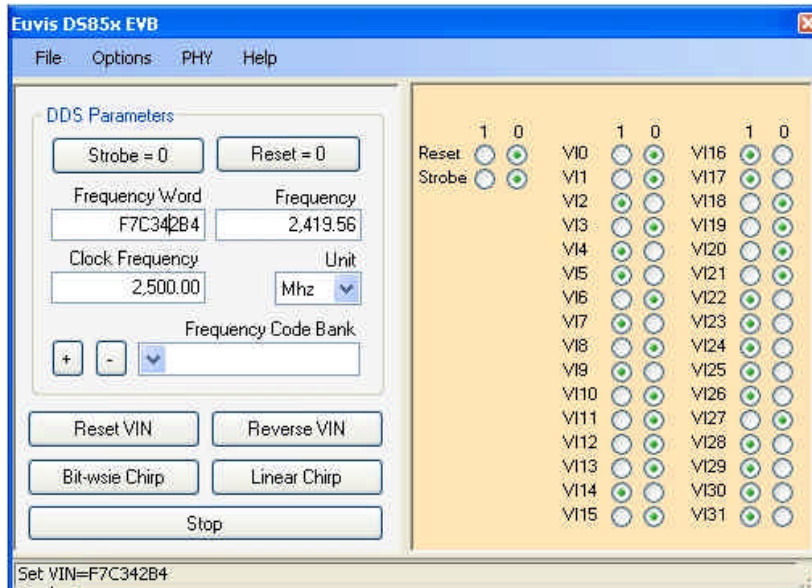 Euvis DS85x EVB
File Options PHY Help
DDS Parameters
Strobe = 0 Reset = 0
Frequency Word Frequency
F7C342B4 2,419.56
Clock Frequency Unit
2,500.00 Mhz
Frequency Code Bank
+ -
Reset VIN Reverse VIN
Bit-wsie Chirp Linear Chirp
Stop
1 0 1 0 1 0
Reset VI0 VI16
Strobe VI1 VI17
VI2 VI18
VI3 VI19
VI4 VI20
VI5 VI21
VI6 VI22
VI7 VI23
VI8 VI24
VI9 VI25
VI10 VI26
VI11 VI27
VI12 VI28
VI13 VI29
VI14 VI30
VI15 VI31
Set VIN=F7C342B4